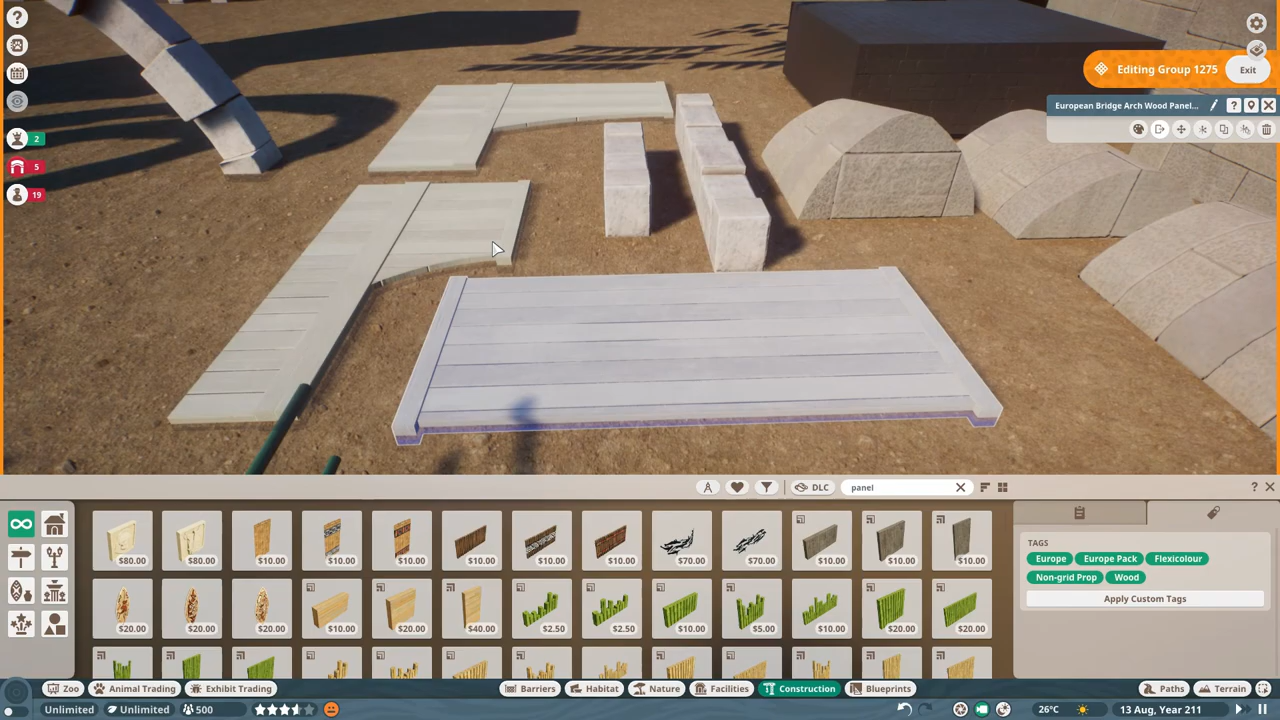 Editing Group 1275
Exit
European Bridge Arch Wood Panel...
2
5
19
DLC
panel
$80.00 $80.00 $10.00 $10.00 $10.00 $10.00 $10.00 $10.00 $70.00 $70.00 $10.00 $10.00 $10.00
$20.00 $20.00 $20.00 $10.00 $20.00 $40.00 $2.50 $2.50 $10.00 $5.00 $10.00 $20.00 $20.00
TAGS
Europe Europe Pack Flexicolour
Non-grid Prop Wood
Apply Custom Tags
Zoo Animal Trading Exhibit Trading Barriers Habitat Nature Facilities Construction Blueprints Paths Terrain
Unlimited Unlimited 500 26°C 13 Aug, Year 211